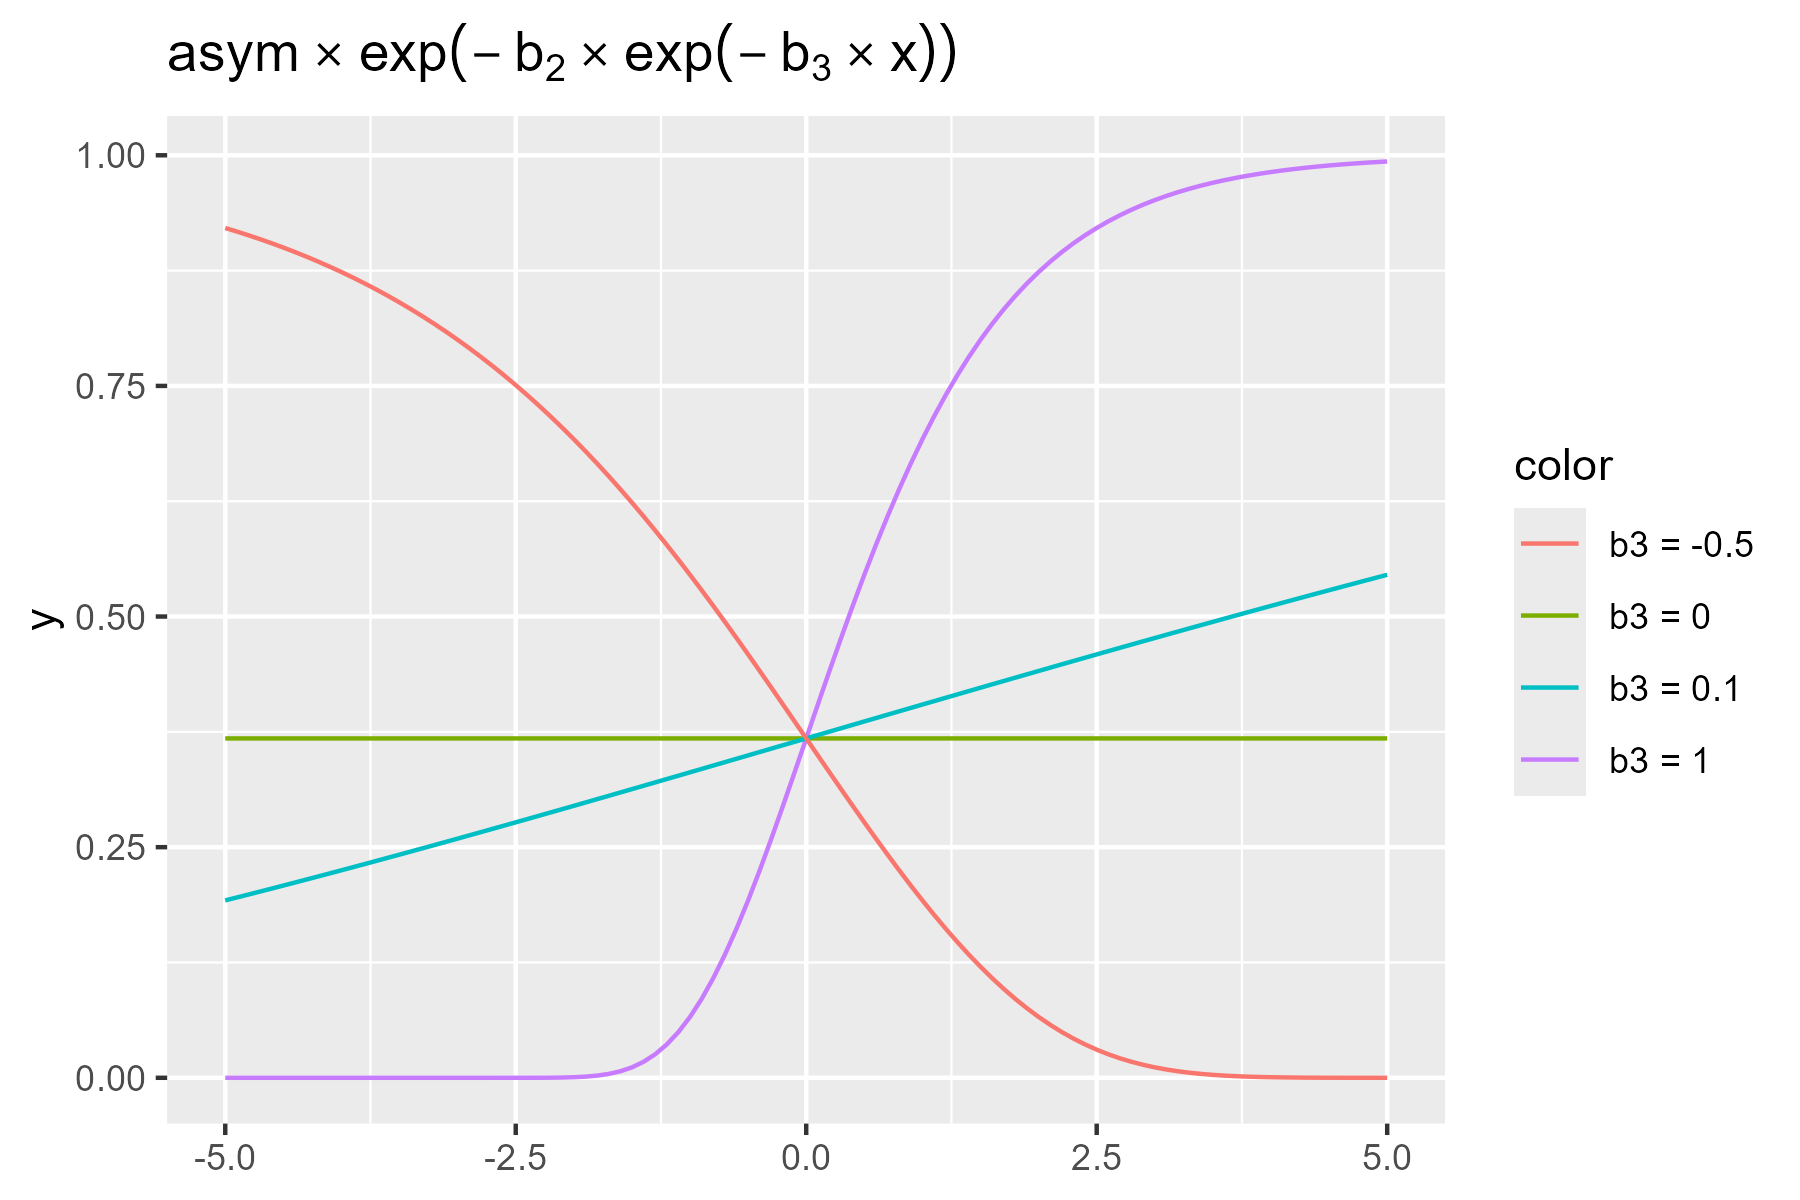 asym × exp(− b₂ × exp(− b₃ × x))
1.00
0.75
0.50
0.25
0.00
y
-5.0
-2.5
0.0
2.5
5.0
color
b3 = -0.5
b3 = 0
b3 = 0.1
b3 = 1